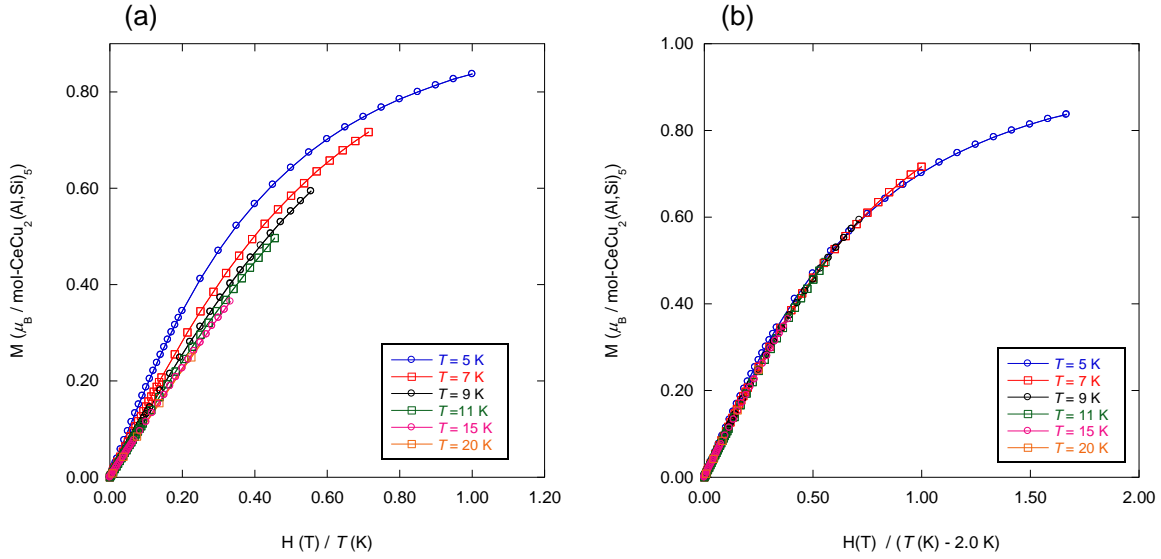 (a)
M (μB / mol-CeCu2(Al,Si)5)
0.80
0.60
0.40
0.20
0.00
0.00 0.20 0.40 0.60 0.80 1.00 1.20
H (T) / T (K)
T = 5 K
T = 7 K
T = 9 K
T =11 K
T = 15 K
T = 20 K
(b)
M (μB / mol-CeCu2(Al,Si)5)
1.00
0.80
0.60
0.40
0.20
0.00
0.00 0.50 1.00 1.50 2.00
H(T) / (T (K) - 2.0 K)
T = 5 K
T = 7 K
T = 9 K
T = 11 K
T = 15 K
T = 20 K